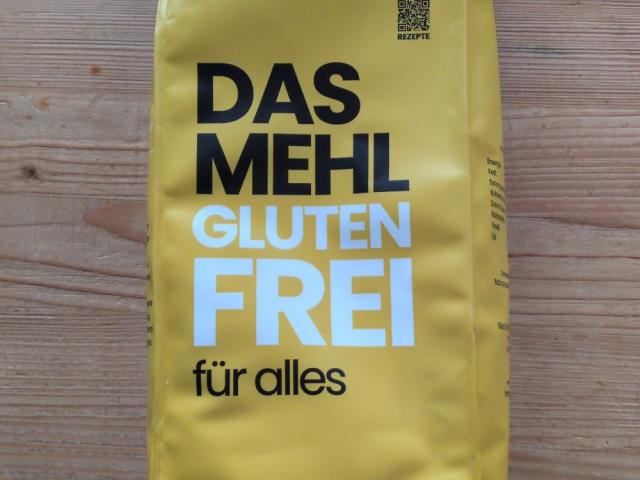 REZEPTE
DAS
MEHL
GLUTEN
FREI
für alles